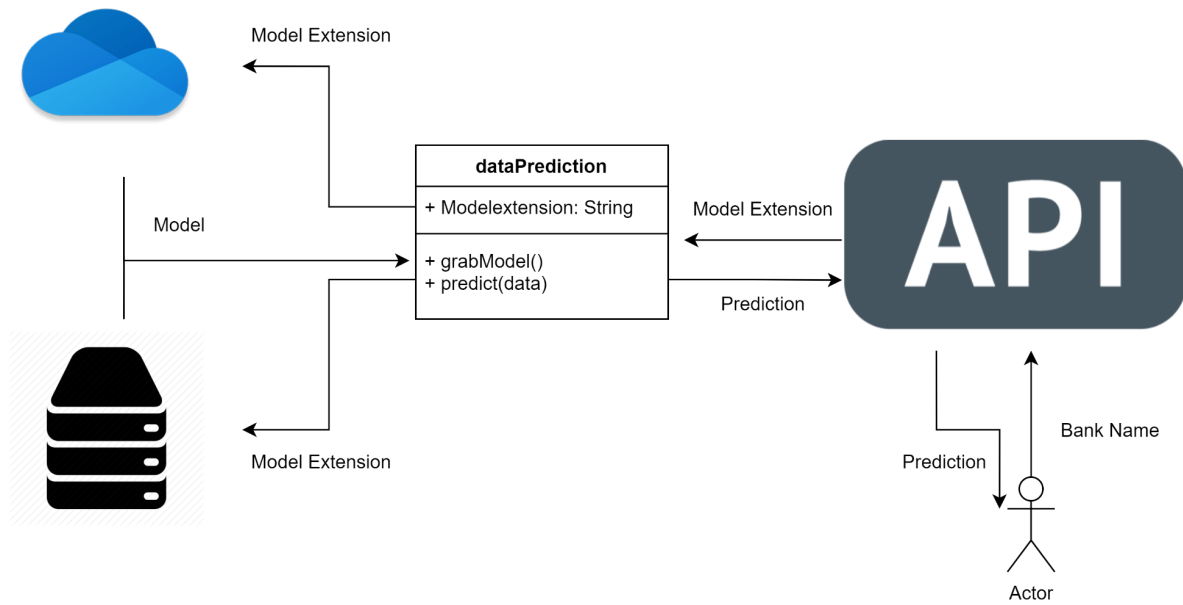 Model Extension
dataPrediction
+ Modelextension: String
Model
+ grabModel()
+ predict(data)
Model Extension
Model Extension
Prediction
API
Prediction
Bank Name
Actor